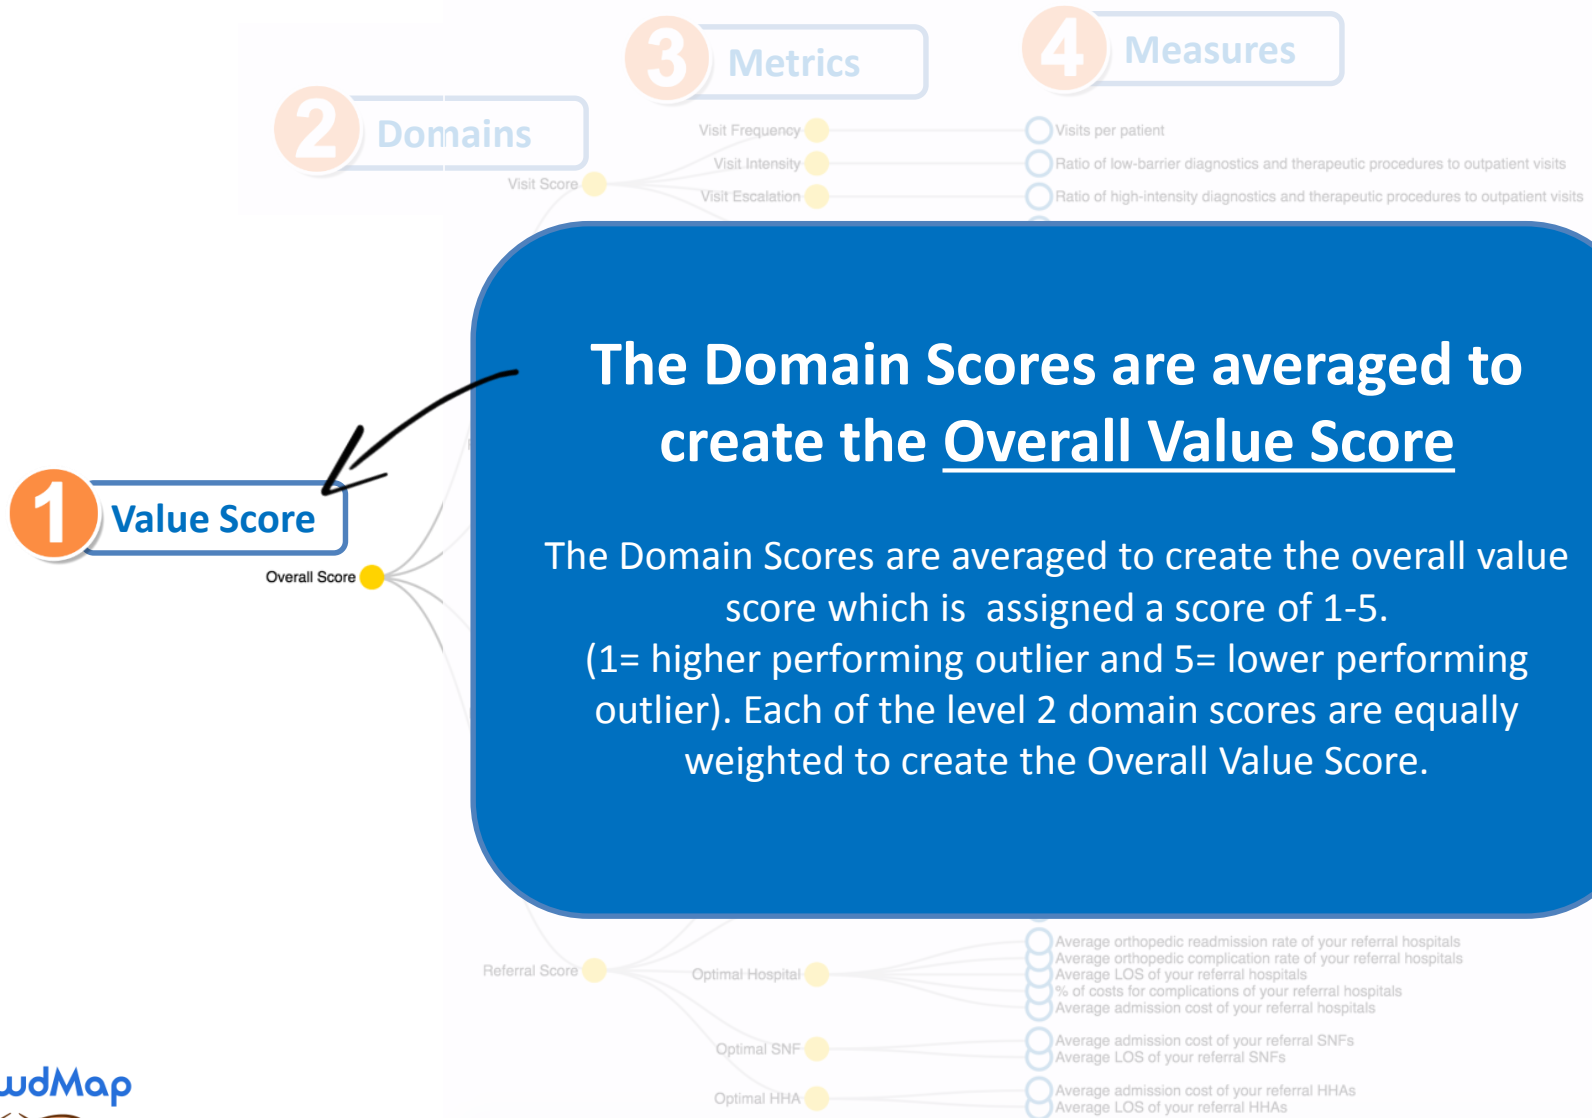 3 Metrics
4 Measures
2 Domains
Visit Frequency
Visits per patient
Visit Intensity
Ratio of low-barrier diagnostics and therapeutic procedures to outpatient visits
Visit Score
Visit Escalation
Ratio of high-intensity diagnostics and therapeutic procedures to outpatient visits
The Domain Scores are averaged to
create the Overall Value Score
1 Value Score
Overall Score
The Domain Scores are averaged to create the overall value
score which is assigned a score of 1-5.
(1= higher performing outlier and 5= lower performing
outlier). Each of the level 2 domain scores are equally
weighted to create the Overall Value Score.
Referral Score
Optimal Hospital
Average orthopedic readmission rate of your referral hospitals
Average orthopedic complication rate of your referral hospitals
Average LOS of your referral hospitals
% of costs for complications of your referral hospitals
Average admission cost of your referral hospitals
Optimal SNF
Average admission cost of your referral SNFs
Average LOS of your referral SNFs
Optimal HHA
Average admission cost of your referral HHAs
Average LOS of your referral HHAs
wdMap